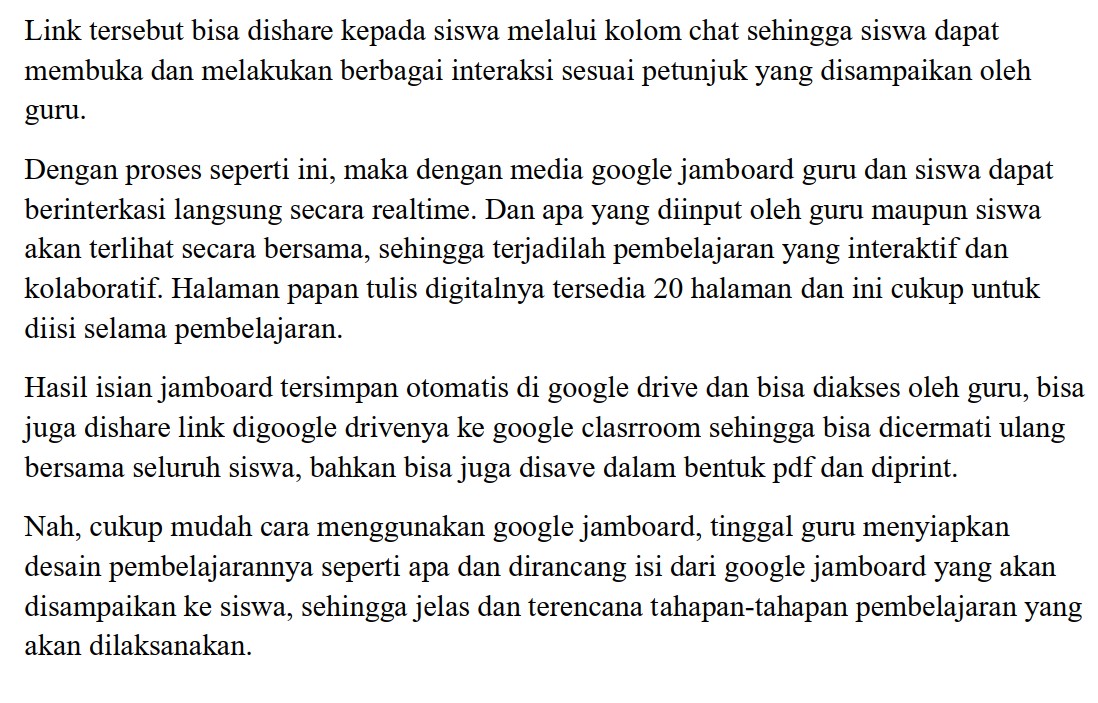 Link tersebut bisa dishare kepada siswa melalui kolom chat sehingga siswa dapat
membuka dan melakukan berbagai interaksi sesuai petunjuk yang disampaikan oleh
guru.
Dengan proses seperti ini, maka dengan media google jamboard guru dan siswa dapat
berinterkasi langsung secara realtime. Dan apa yang diinput oleh guru maupun siswa
akan terlihat secara bersama, sehingga terjadilah pembelajaran yang interaktif dan
kolaboratif. Halaman papan tulis digitalnya tersedia 20 halaman dan ini cukup untuk
diisi selama pembelajaran.
Hasil isian jamboard tersimpan otomatis di google drive dan bisa diakses oleh guru, bisa
juga dishare link digoogle drivenya ke google clasrroom sehingga bisa dicermati ulang
bersama seluruh siswa, bahkan bisa juga disave dalam bentuk pdf dan diprint.
Nah, cukup mudah cara menggunakan google jamboard, tinggal guru menyiapkan
desain pembelajarannya seperti apa dan dirancang isi dari google jamboard yang akan
disampaikan ke siswa, sehingga jelas dan terencana tahapan-tahapan pembelajaran yang
akan dilaksanakan.